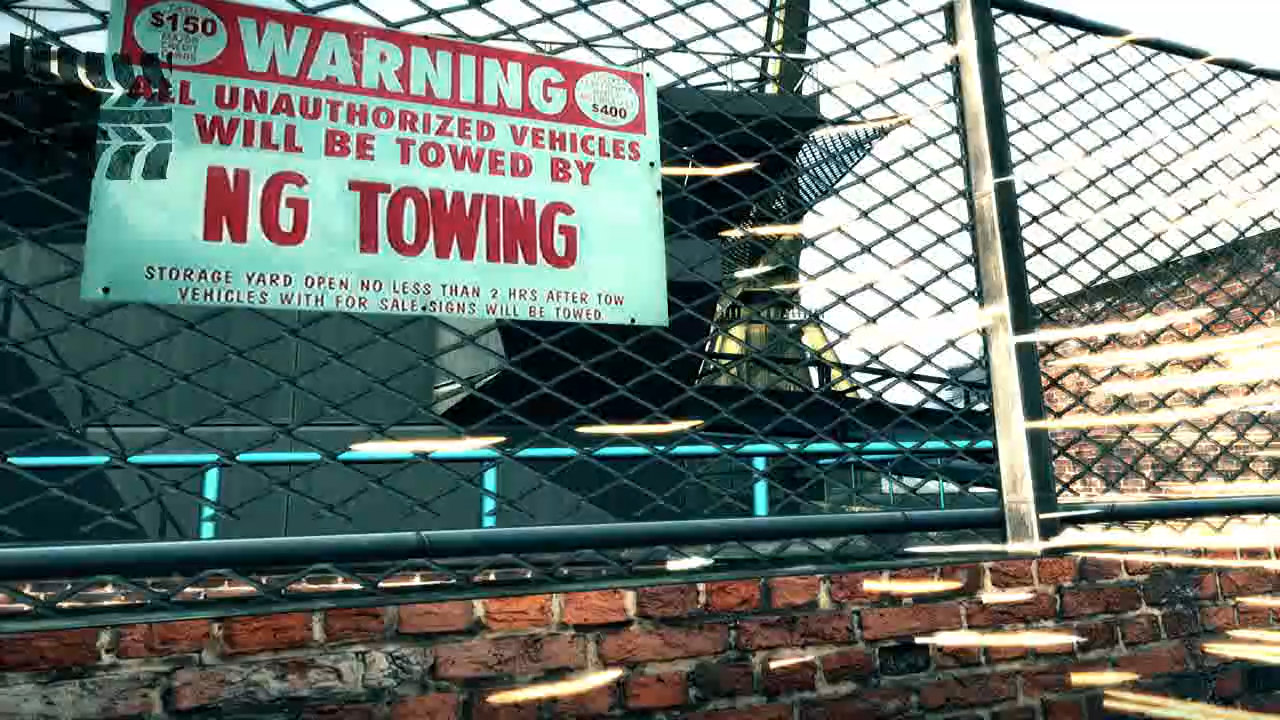 $150
WARNING
$400
ALL UNAUTHORIZED VEHICLES
WILL BE TOWED BY
NG TOWING
STORAGE YARD OPEN NO LESS THAN 2 HRS AFTER TOW
VEHICLES WITH FOR SALE SIGNS WILL BE TOWED.